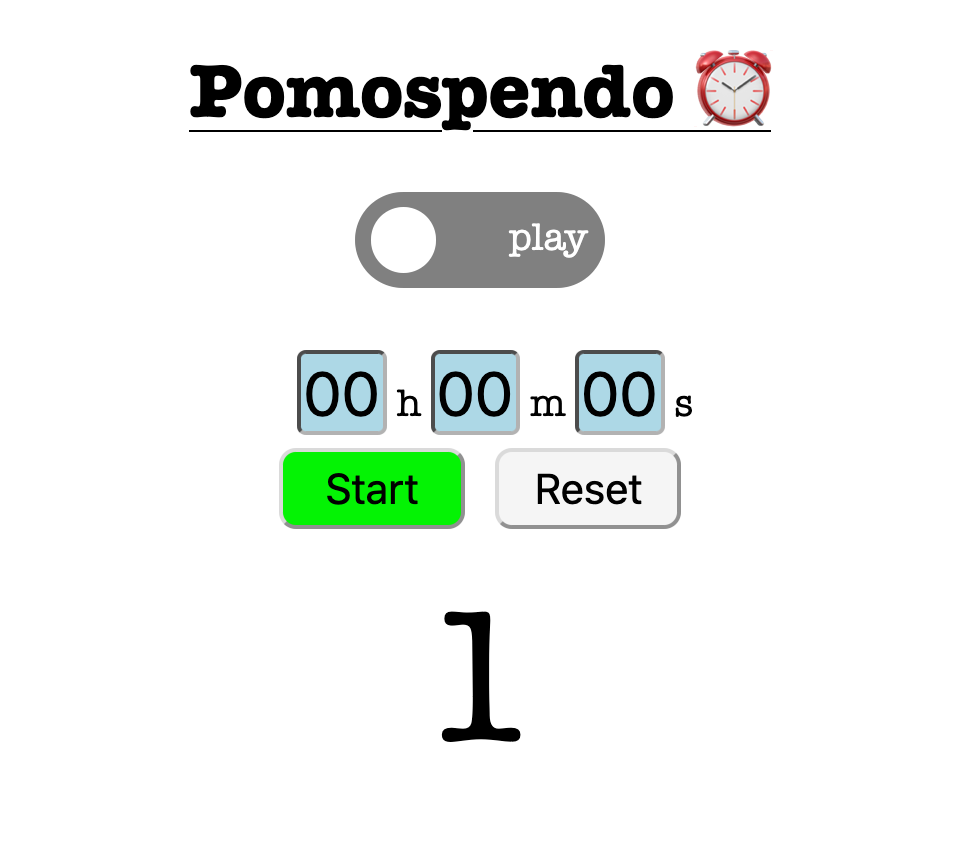 Pomospendo ⏰
play
00 h 00 m 00 s
Start Reset
1